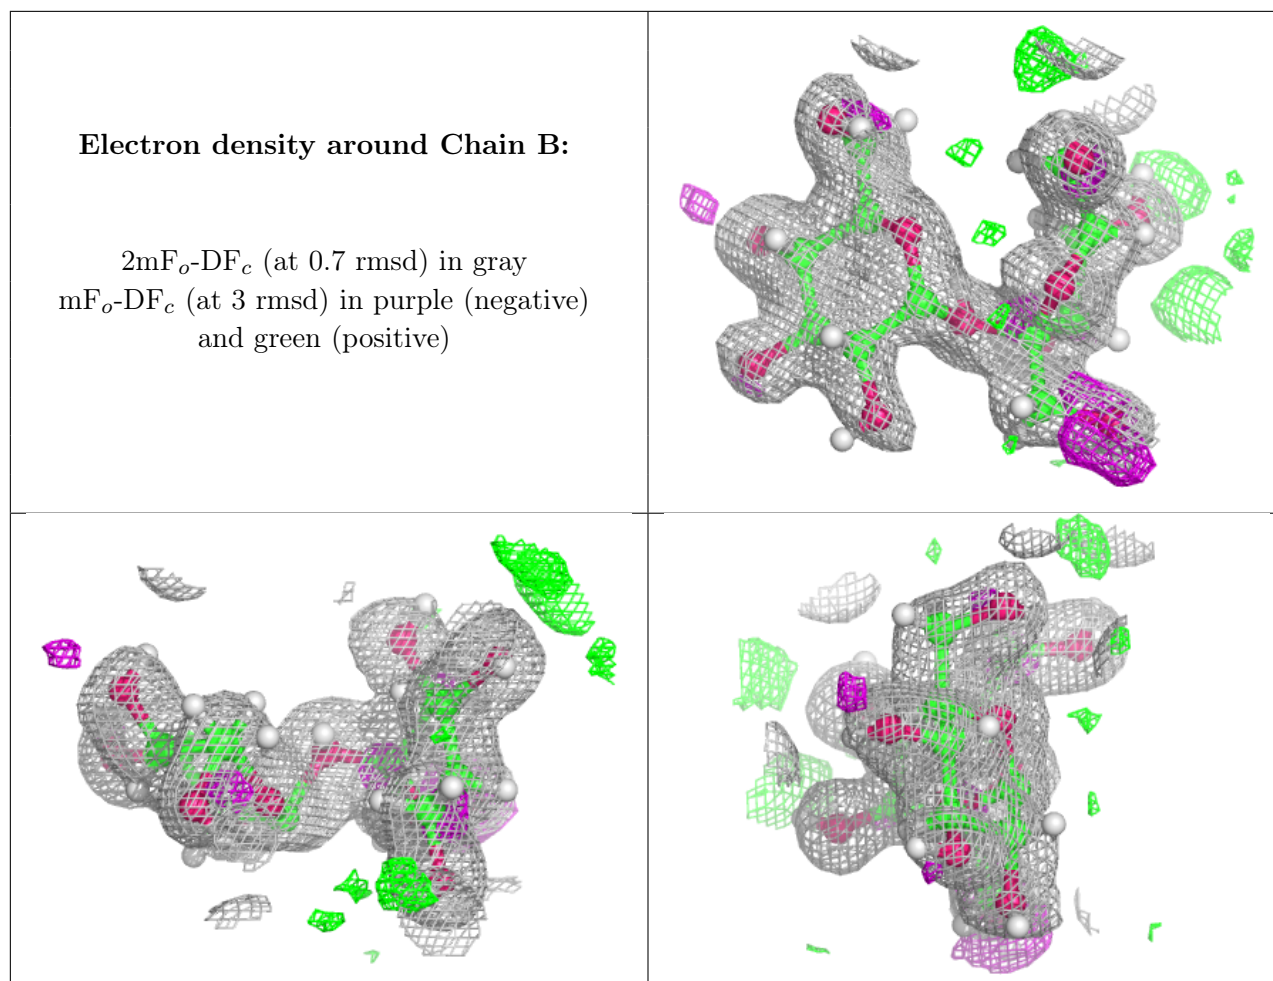 Electron density around Chain B:
2mFₒ-DF𝒸 (at 0.7 rmsd) in gray
mFₒ-DF𝒸 (at 3 rmsd) in purple (negative)
and green (positive)